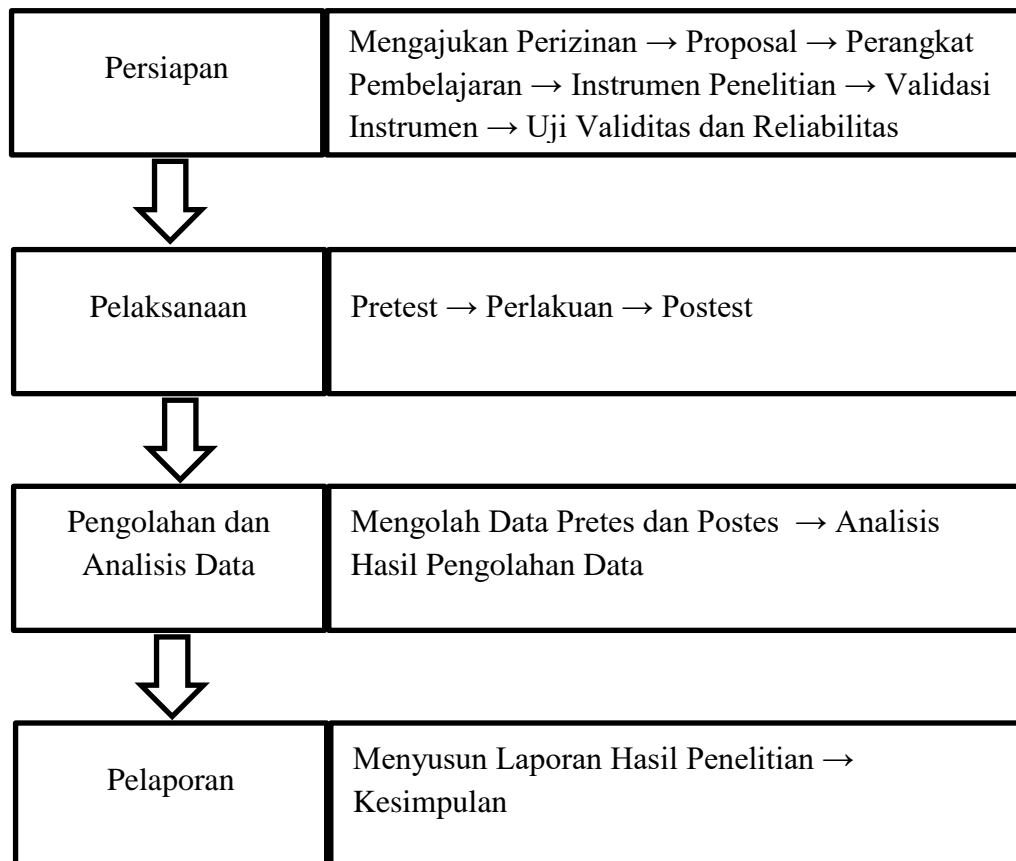 Persiapan
Mengajukan Perizinan → Proposal → Perangkat
Pembelajaran → Instrumen Penelitian → Validasi
Instrumen → Uji Validitas dan Reliabilitas
Pelaksanaan
Pretest → Perlakuan → Postest
Pengolahan dan
Analisis Data
Mengolah Data Pretes dan Postes → Analisis
Hasil Pengolahan Data
Pelaporan
Menyusun Laporan Hasil Penelitian →
Kesimpulan